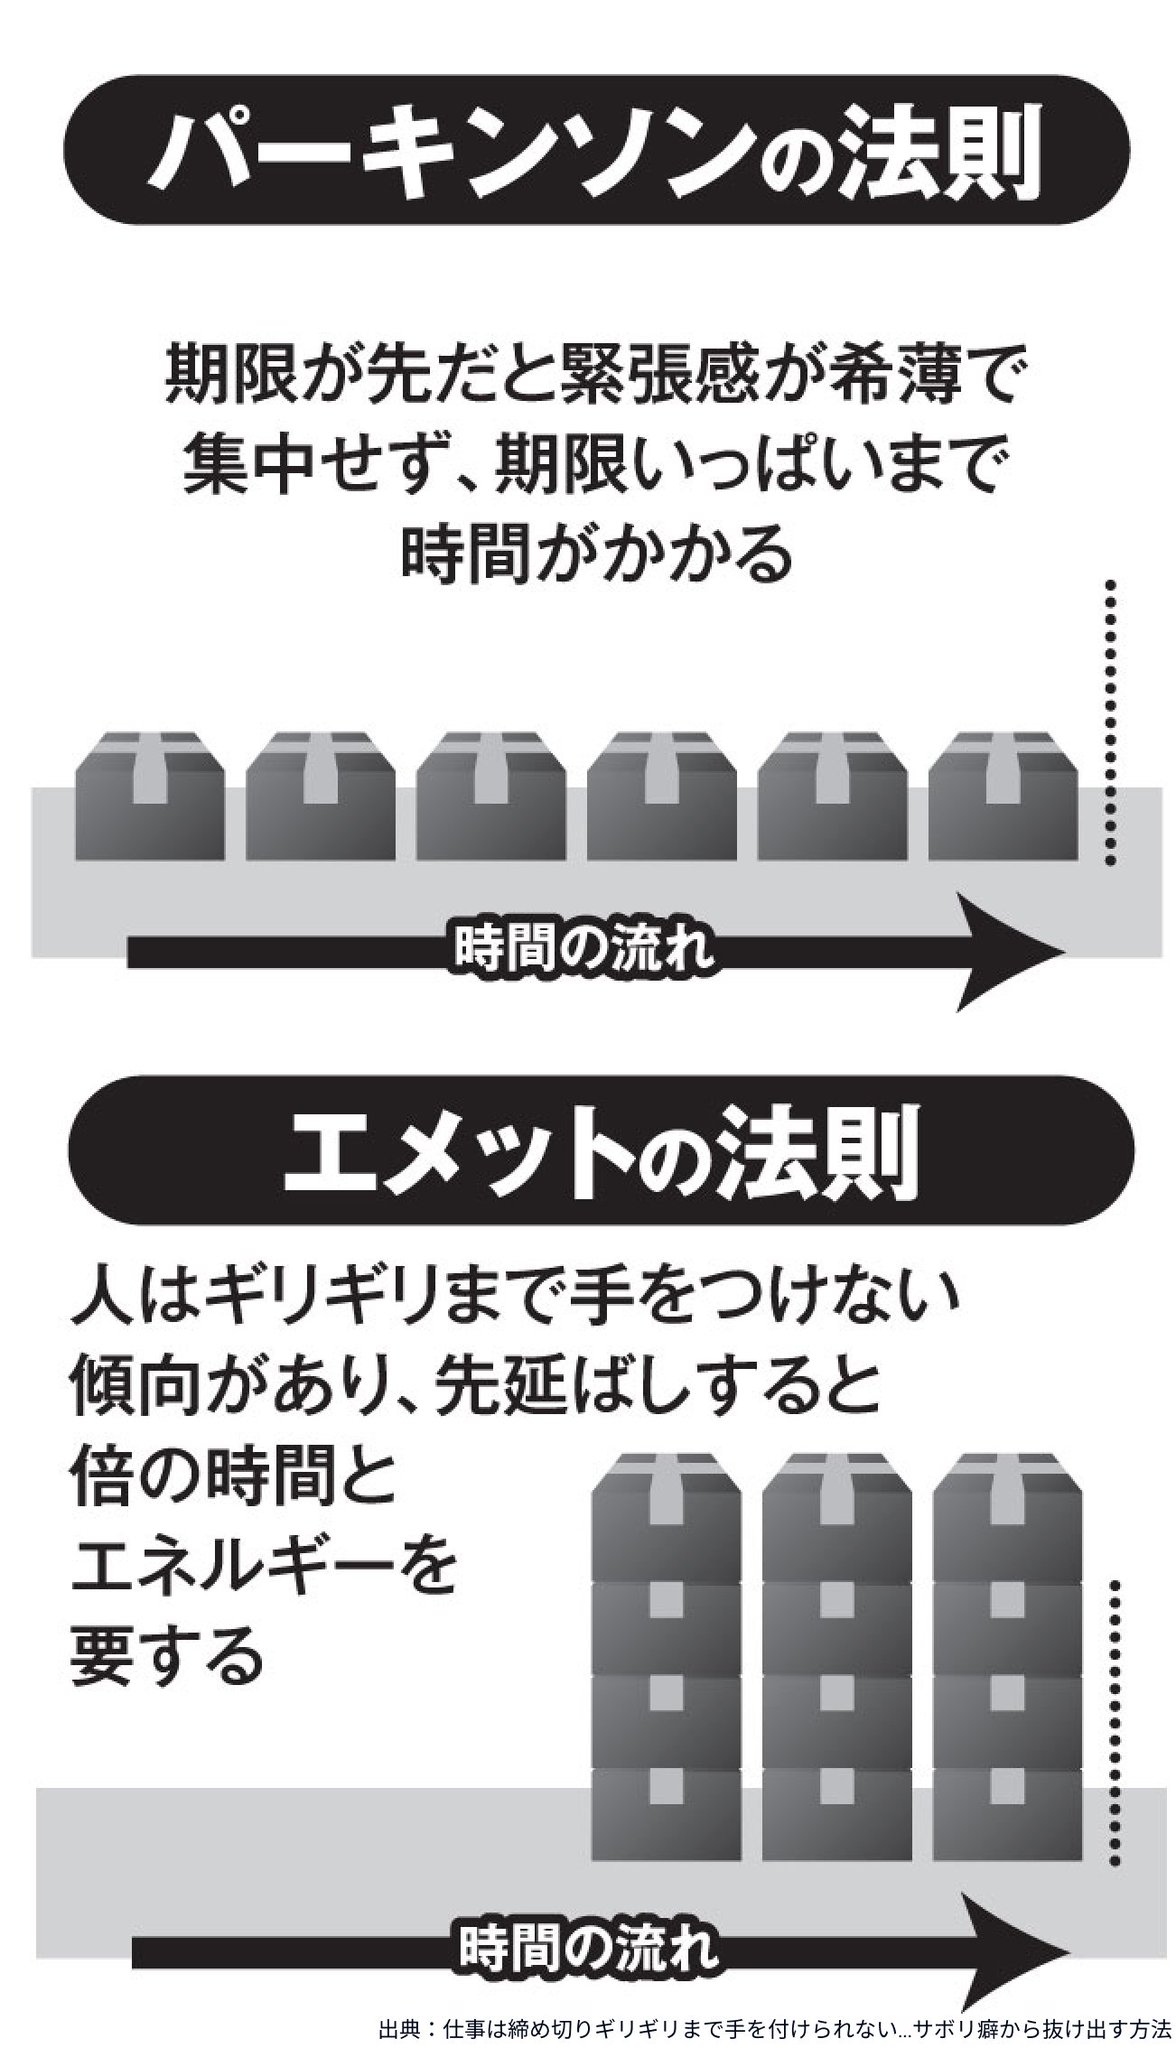 パーキンソンの法則
期限が先だと緊張感が希薄で
集中せず、期限いっぱいまで
時間がかかる
時間の流れ
エメットの法則
人はギリギリまで手をつけない
傾向があり、先延ばしすると
倍の時間と
エネルギーを
要する
時間の流れ
出典：仕事は締め切りギリギリまで手を付けられない...サボリ癖から抜け出す方法